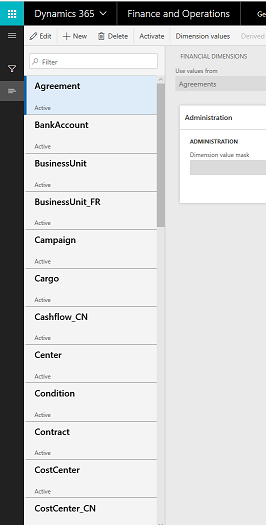 Dynamics 365 Finance and Operations Ge
Edit New Delete Activate Dimension values Derived
Filter
FINANCIAL DIMENSIONS
Use values from
Agreements
Agreement
Active
Administration
BankAccount
Active
ADMINISTRATION
Dimension value mask
BusinessUnit
Active
BusinessUnit_FR
Active
Campaign
Active
Cargo
Active
Cashflow_CN
Active
Center
Active
Condition
Active
Contract
Active
CostCenter
Active
CostCenter_CN
Active